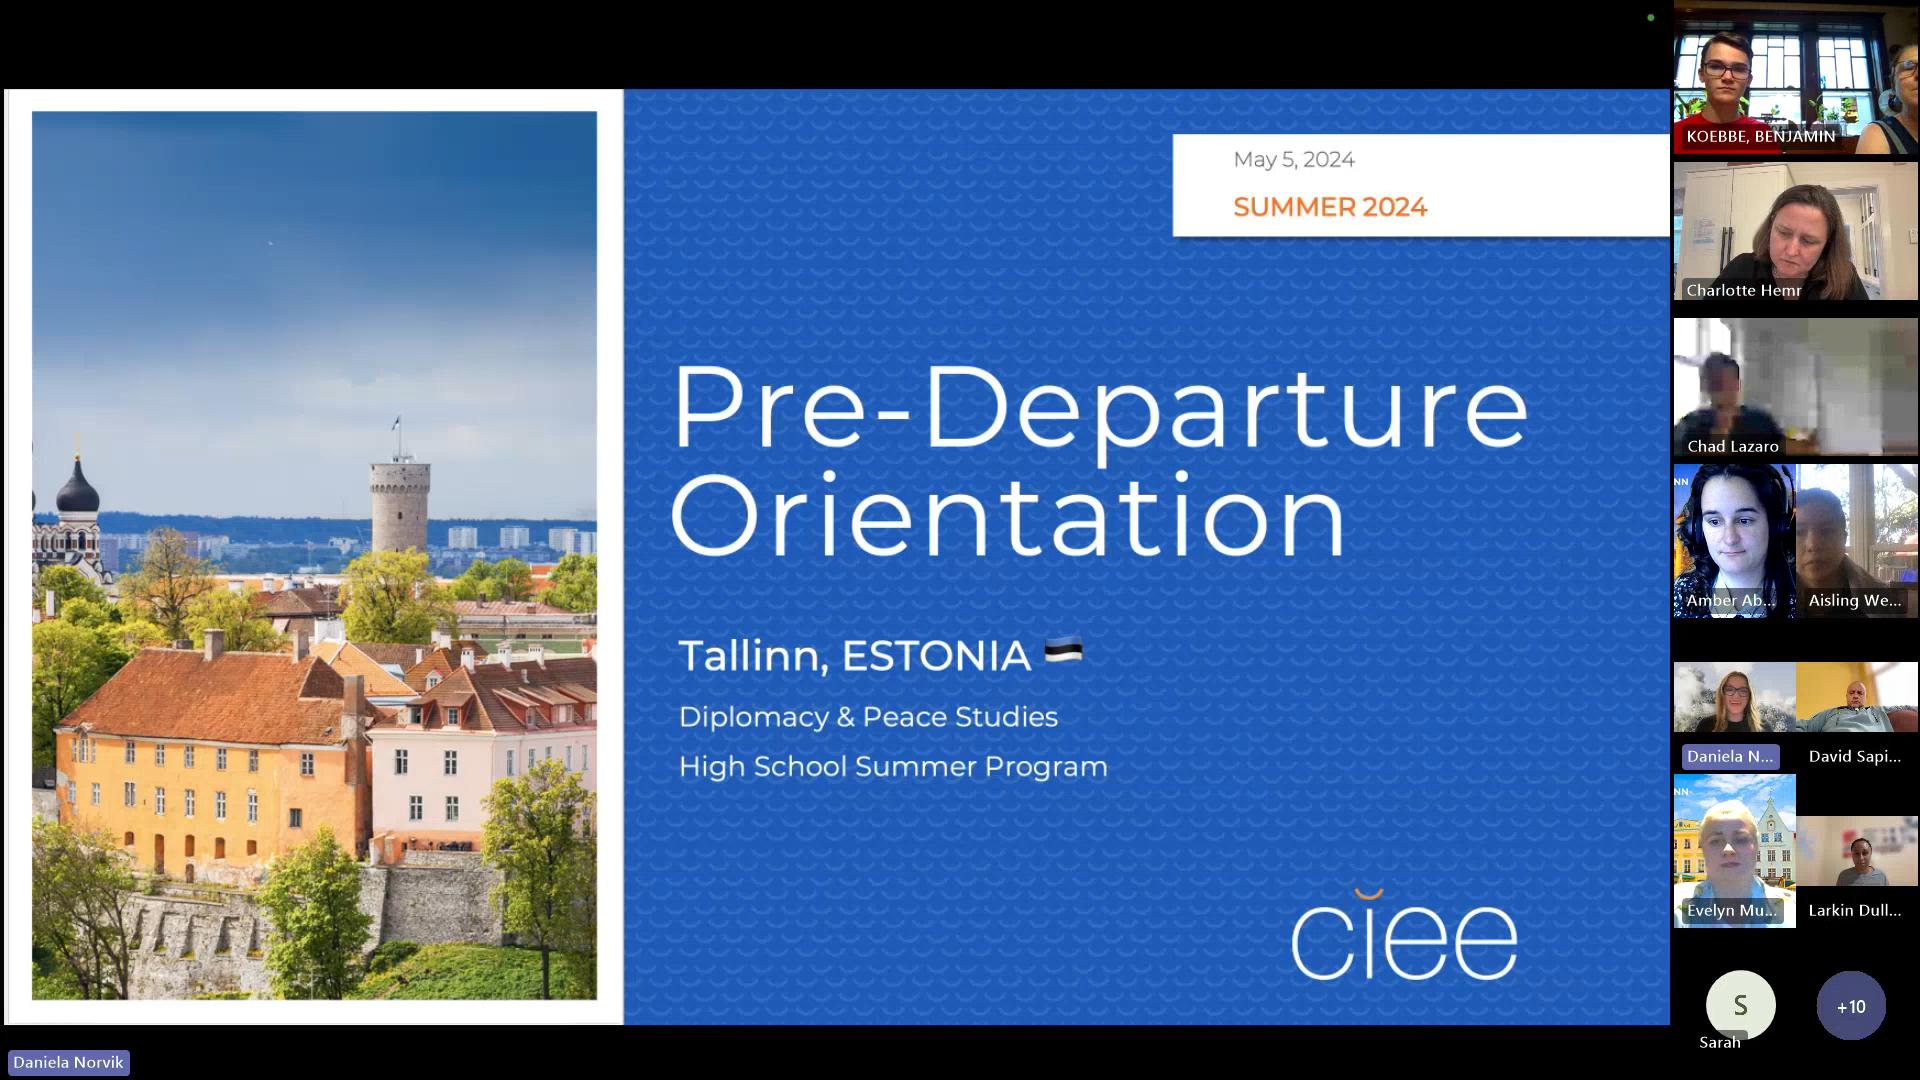 May 5, 2024
SUMMER 2024
Pre-Departure
Orientation
Tallinn, ESTONIA
Diplomacy & Peace Studies
High School Summer Program
ciee
Daniela Norvik
KOEBBE, BENJAMIN
Charlotte Hemr
Chad Lazaro
NN
Amber Ab...
Aisling We...
Daniela N...
David Sapi...
NN
Evelyn Mu...
Larkin Dull...
S
Sarah
+10